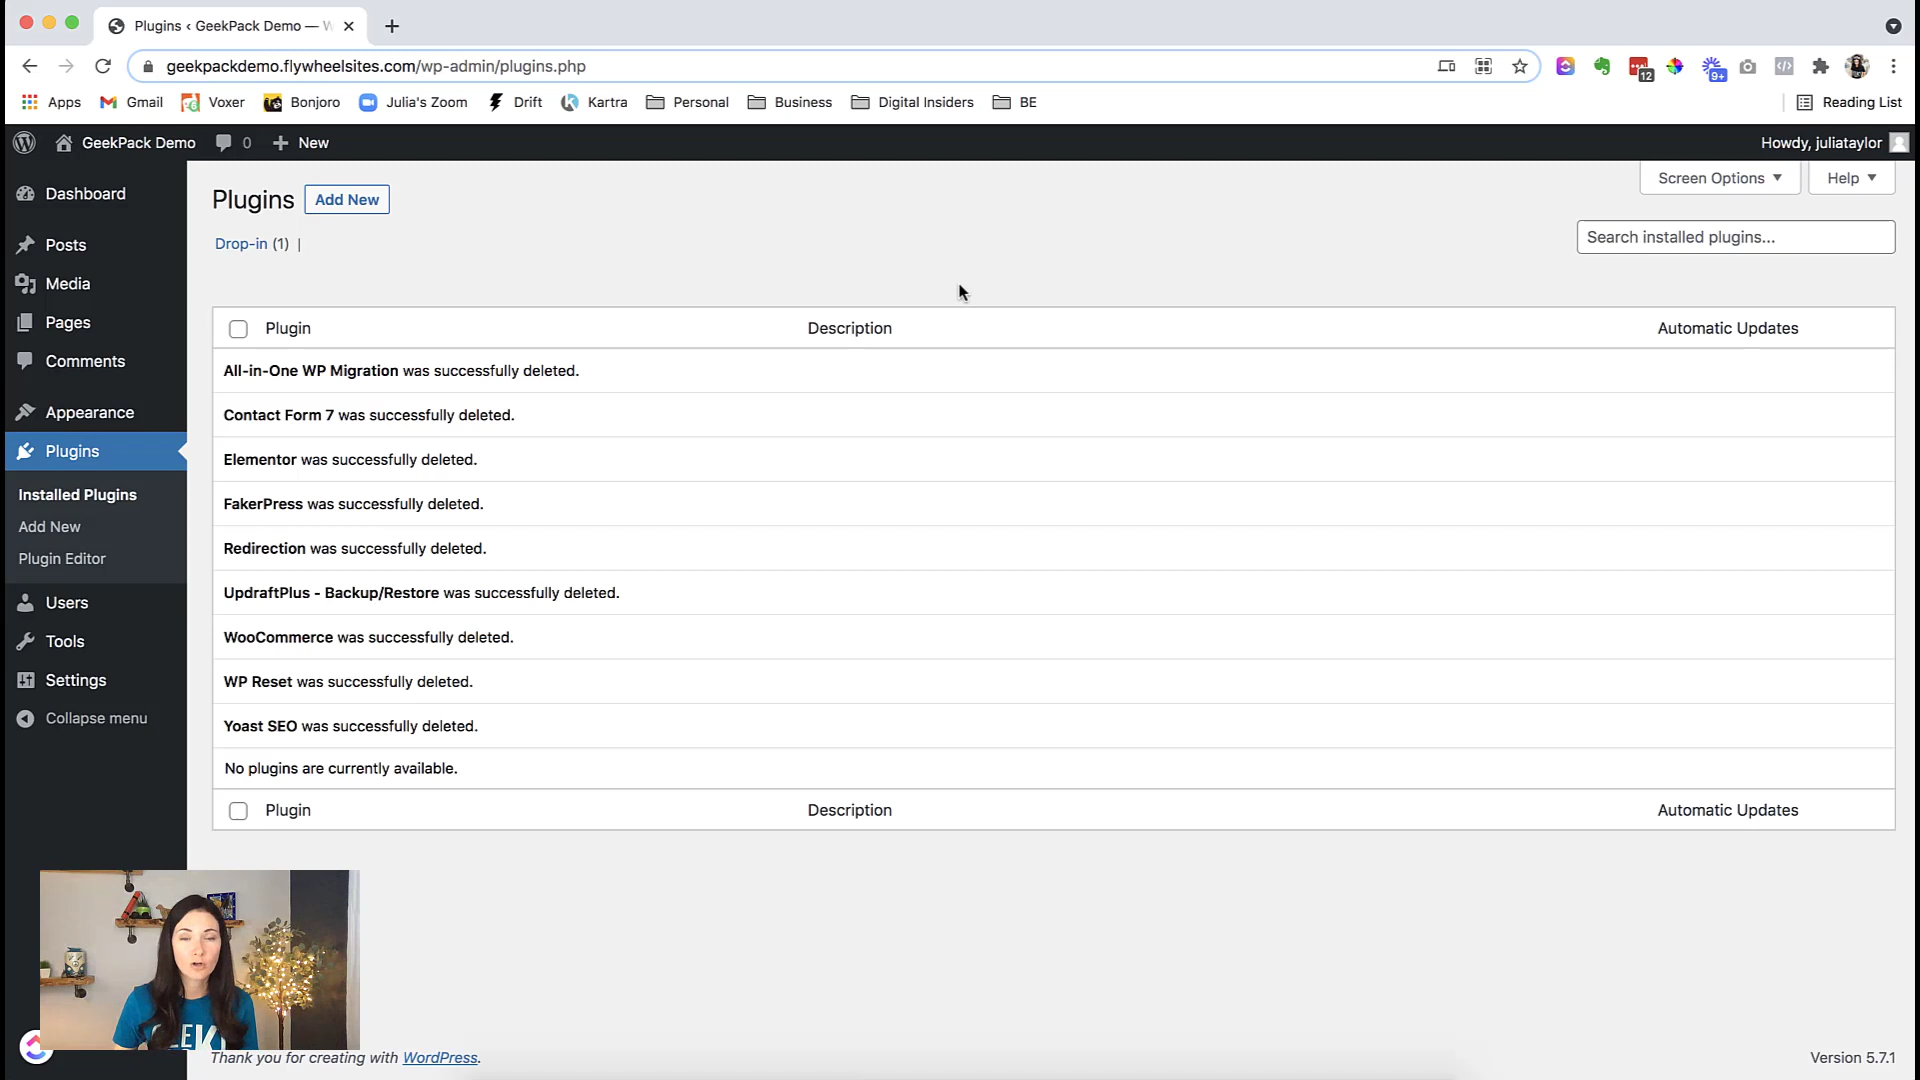 Plugins ‹ GeekPack Demo — W
geekpackdemo.flywheelsites.com/wp-admin/plugins.php
12
9+
Apps
Gmail
Voxer
Bonjoro
Julia's Zoom
Drift
Kartra
Personal
Business
Digital Insiders
BE
Reading List
GeekPack Demo
0
New
Howdy, juliataylor
Dashboard
Posts
Media
Pages
Comments
Appearance
Plugins
Installed Plugins
Add New
Plugin Editor
Users
Tools
Settings
Collapse menu
Plugins
Add New
Screen Options
Help
Drop-in (1) |
Search installed plugins...
Plugin
Description
Automatic Updates
All-in-One WP Migration was successfully deleted.
Contact Form 7 was successfully deleted.
Elementor was successfully deleted.
FakerPress was successfully deleted.
Redirection was successfully deleted.
UpdraftPlus - Backup/Restore was successfully deleted.
WooCommerce was successfully deleted.
WP Reset was successfully deleted.
Yoast SEO was successfully deleted.
No plugins are currently available.
Plugin
Description
Automatic Updates
Thank you for creating with WordPress.
Version 5.7.1